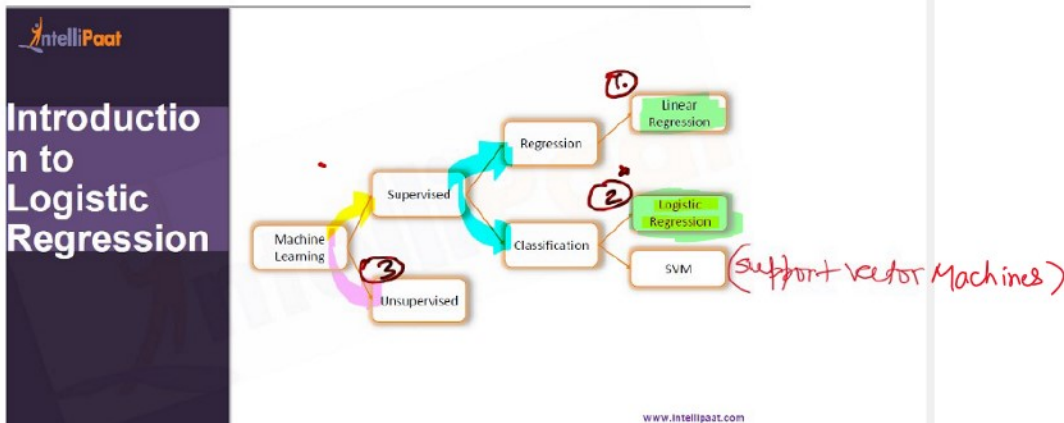 IntelliPaat
Introductio
n to
Logistic
Regression
Machine
Learning
Supervised
Unsupervised
3
Regression
Classification
1.
Linear
Regression
2
Logistic
Regression
SVM
(Support vector Machines)
www.intellipaat.com